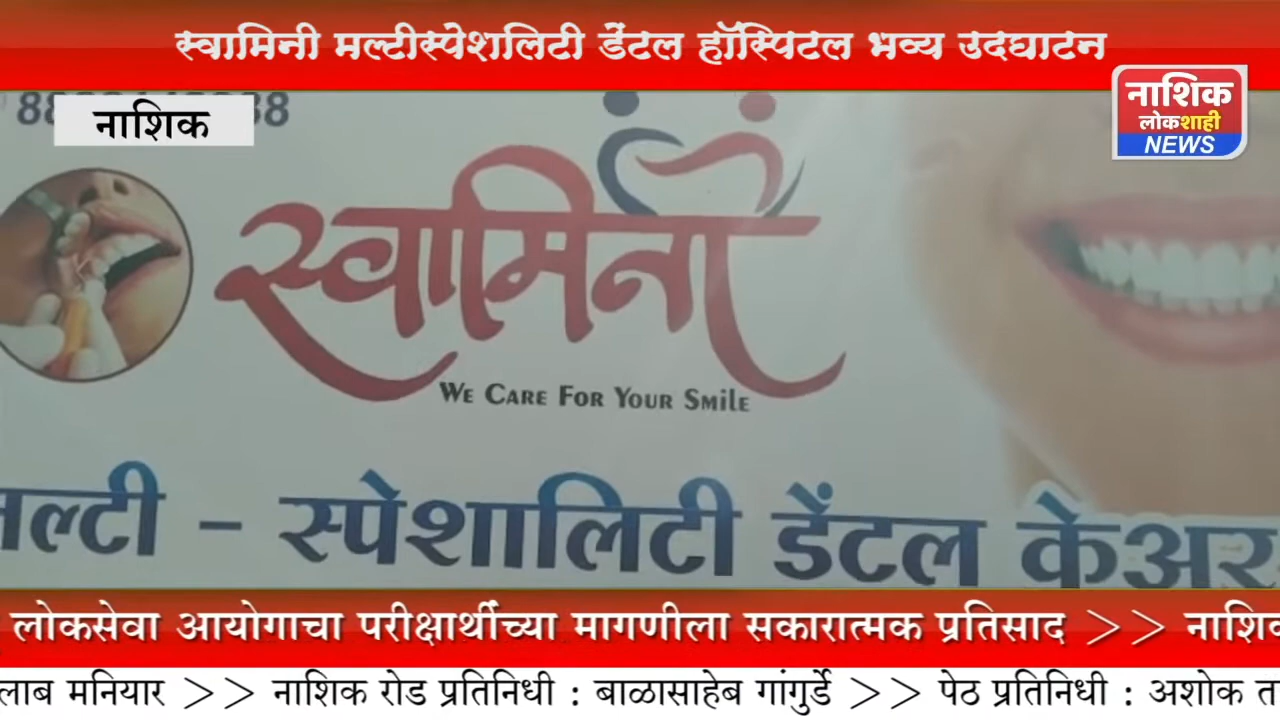 स्वामिनी मल्टीस्पेशलिटी डेंटल हॉस्पिटल भव्य उदघाटन
नाशिक
नाशिक
लोकशाही
NEWS
स्वामिनी
WE CARE FOR YOUR SMILE
मल्टी - स्पेशालिटी डेंटल केअर
लोकसेवा आयोगाचा परीक्षार्थीच्या मागणीला सकारात्मक प्रतिसाद >> नाशिक
मनियार >> नाशिक रोड प्रतिनिधी : बाळासाहेब गांगुर्डे >> पेठ प्रतिनिधी : अशोक